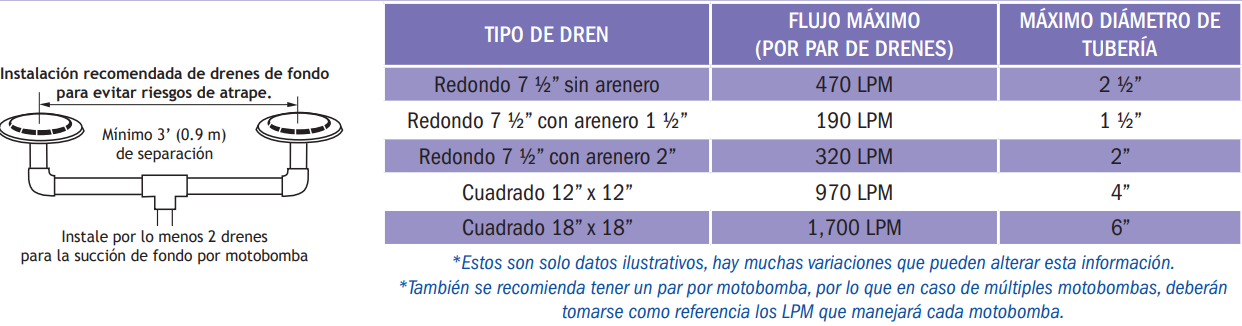 Instalación recomendada de drenes de fondo
para evitar riesgos de atrape.
Mínimo 3’ (0.9 m)
de separación
Instale por lo menos 2 drenes
para la succión de fondo por motobomba
TIPO DE DREN
FLUJO MÁXIMO
(POR PAR DE DRENES)
MÁXIMO DIÁMETRO DE
TUBERÍA
Redondo 7 ½” sin arenero 470 LPM 2 ½”
Redondo 7 ½” con arenero 1 ½” 190 LPM 1 ½”
Redondo 7 ½” con arenero 2” 320 LPM 2”
Cuadrado 12” x 12” 970 LPM 4”
Cuadrado 18” x 18” 1,700 LPM 6”
*Estos son solo datos ilustrativos, hay muchas variaciones que pueden alterar esta información.
*También se recomienda tener un par por motobomba, por lo que en caso de múltiples motobombas, deberán
tomarse como referencia los LPM que manejará cada motobomba.